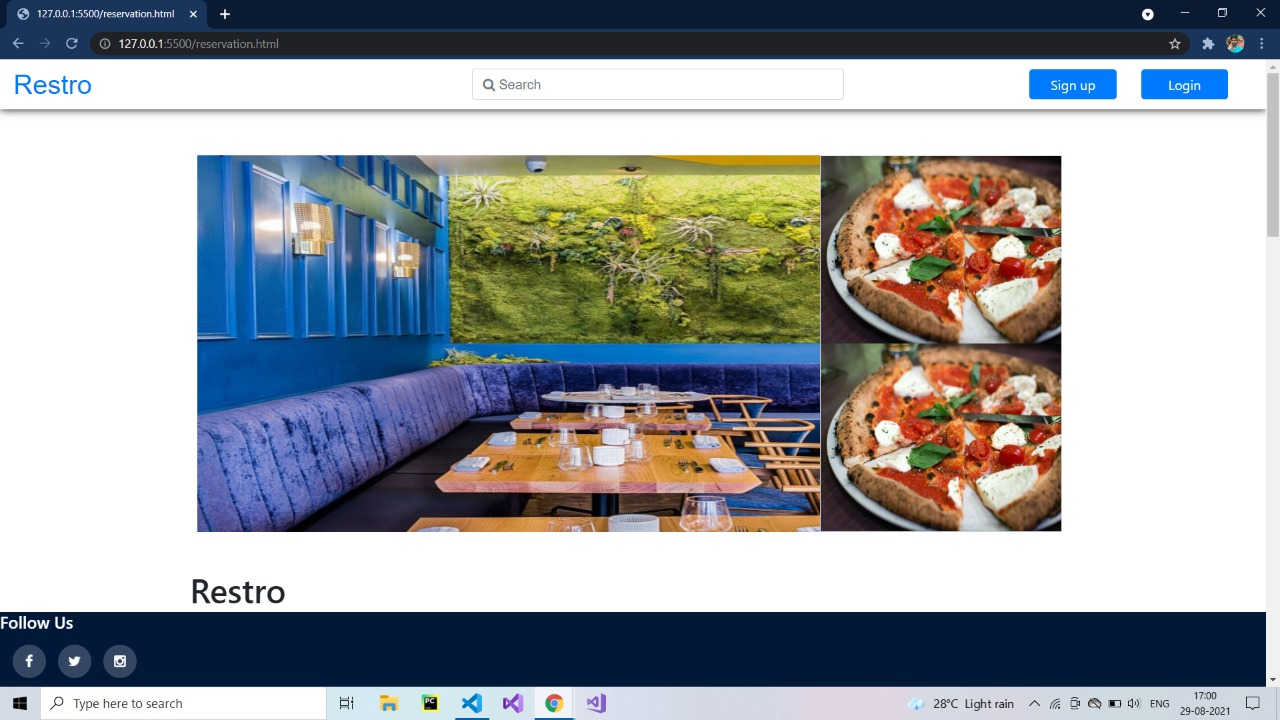 127.0.0.1:5500/reservation.html
127.0.0.1:5500/reservation.html
Restro
Search
Sign up
Login
Restro
Follow Us
Type here to search
PC
28°C Light rain
ENG
17:00
29-08-2021